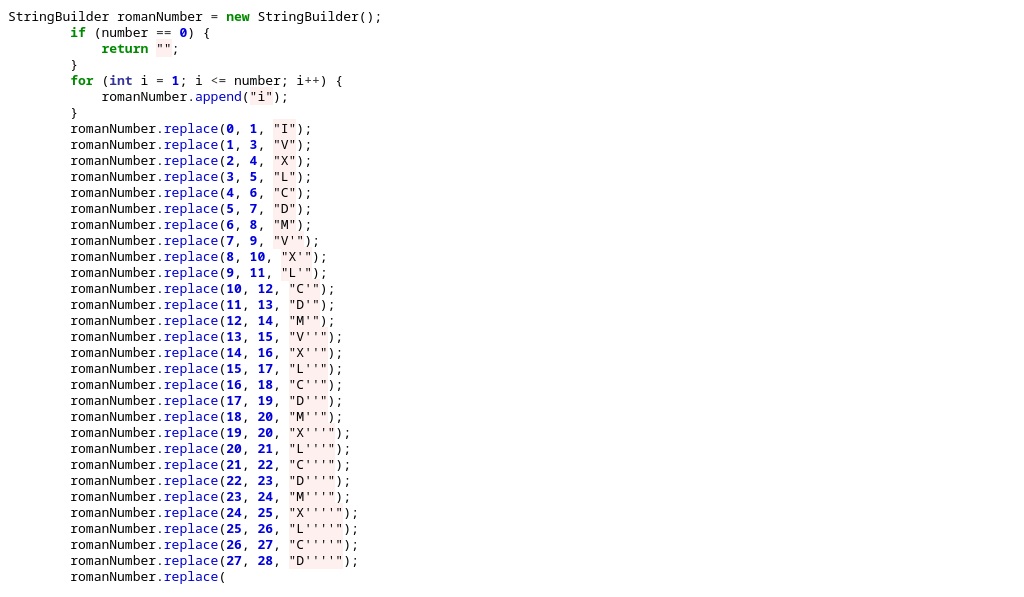 StringBuilder romanNumber = new StringBuilder();
        if (number == 0) {
            return "";
        }
        for (int i = 1; i <= number; i++) {
            romanNumber.append("i");
        }
        romanNumber.replace(0, 1, "I");
        romanNumber.replace(1, 3, "V");
        romanNumber.replace(2, 4, "X");
        romanNumber.replace(3, 5, "L");
        romanNumber.replace(4, 6, "C");
        romanNumber.replace(5, 7, "D");
        romanNumber.replace(6, 8, "M");
        romanNumber.replace(7, 9, "V'");
        romanNumber.replace(8, 10, "X'");
        romanNumber.replace(9, 11, "L'");
        romanNumber.replace(10, 12, "C'");
        romanNumber.replace(11, 13, "D'");
        romanNumber.replace(12, 14, "M'");
        romanNumber.replace(13, 15, "V''");
        romanNumber.replace(14, 16, "X''");
        romanNumber.replace(15, 17, "L''");
        romanNumber.replace(16, 18, "C''");
        romanNumber.replace(17, 19, "D''");
        romanNumber.replace(18, 20, "M''");
        romanNumber.replace(19, 20, "X'''");
        romanNumber.replace(20, 21, "L'''");
        romanNumber.replace(21, 22, "C'''");
        romanNumber.replace(22, 23, "D'''");
        romanNumber.replace(23, 24, "M'''");
        romanNumber.replace(24, 25, "X''''");
        romanNumber.replace(25, 26, "L''''");
        romanNumber.replace(26, 27, "C''''");
        romanNumber.replace(27, 28, "D''''");
        romanNumber.replace(